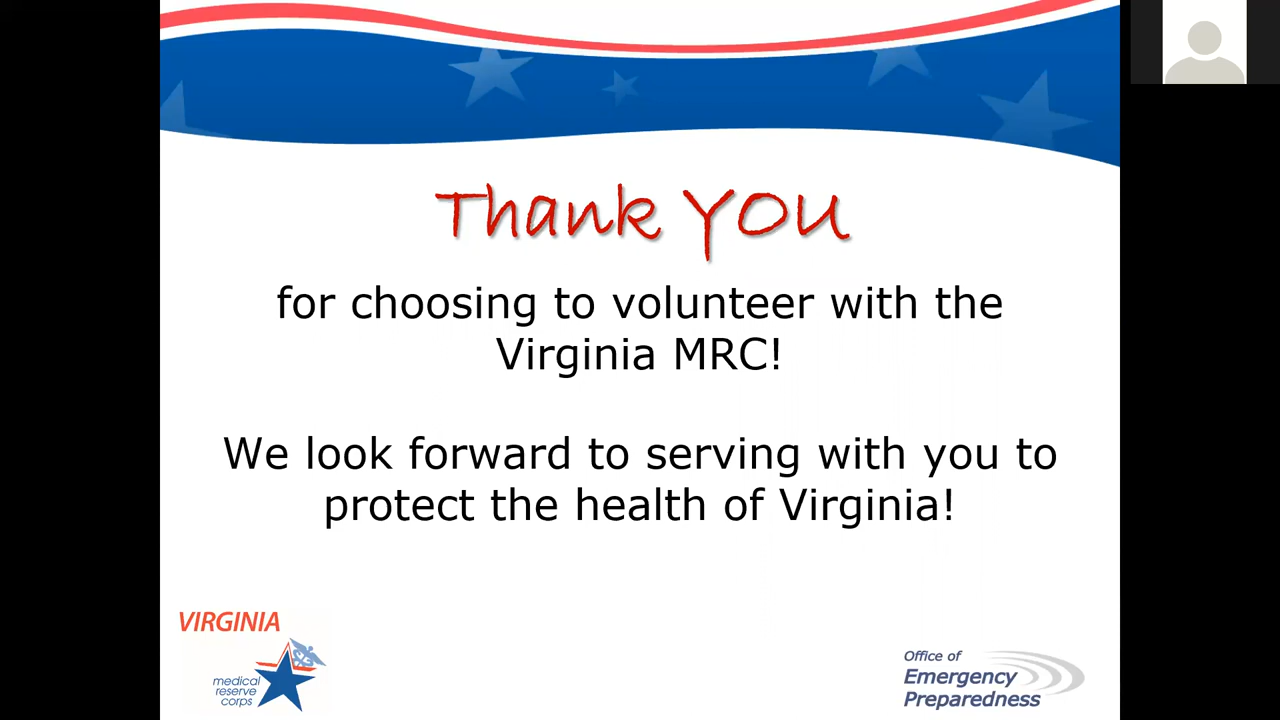 Thank YOU
for choosing to volunteer with the
Virginia MRC!
We look forward to serving with you to
protect the health of Virginia!
VIRGINIA
medical
reserve
corps
Office of
Emergency
Preparedness